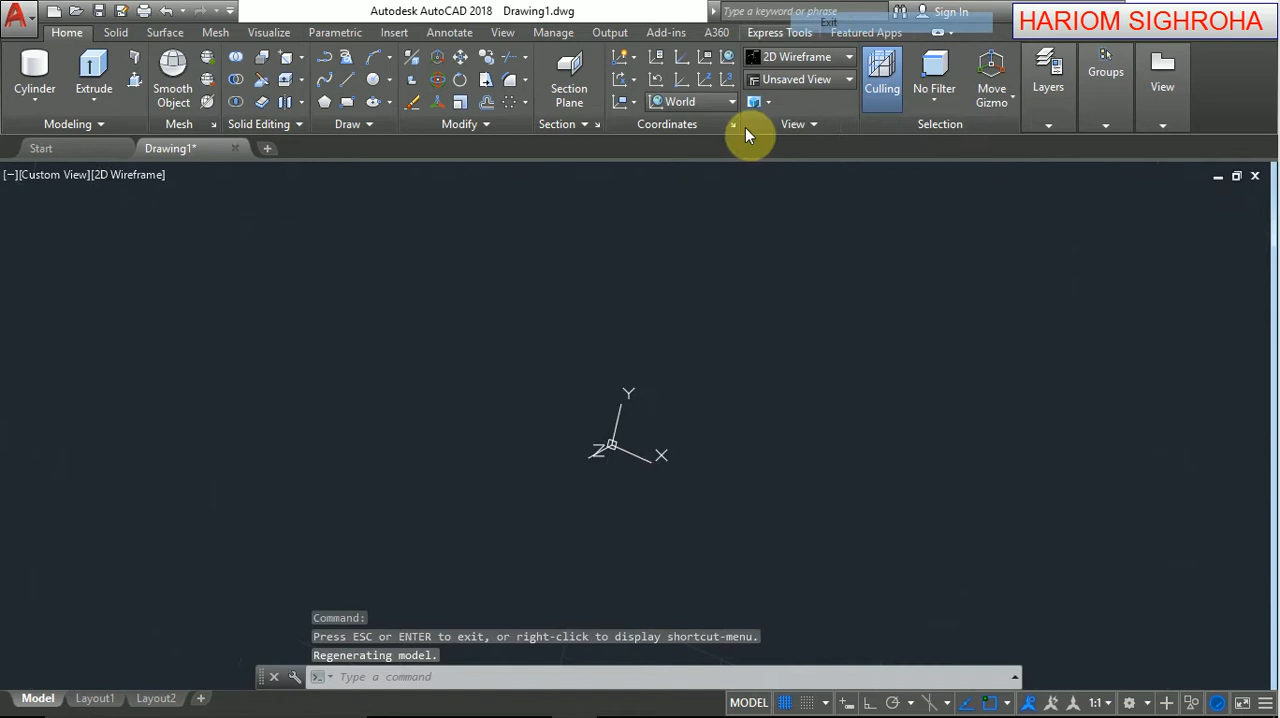 Autodesk AutoCAD 2018 Drawing1.dwg
Type a keyword or phrase
Sign In
Exit
HARIOM SIGHROHA
Home Solid Surface Mesh Visualize Parametric Insert Annotate View Manage Output Add-ins A360 Express Tools Featured Apps
Cylinder
Extrude
Smooth
Object
Section
Plane
World
2D Wireframe
Unsaved View
Culling
No Filter
Move
Gizmo
Layers
Groups
View
Modeling Mesh Solid Editing Draw Modify Section Coordinates View Selection
Start Drawing1*
[−][Custom View][2D Wireframe]
Y
Z
X
Command:
Press ESC or ENTER to exit, or right-click to display shortcut-menu.
Regenerating model.
Type a command
Model Layout1 Layout2
MODEL 1:1